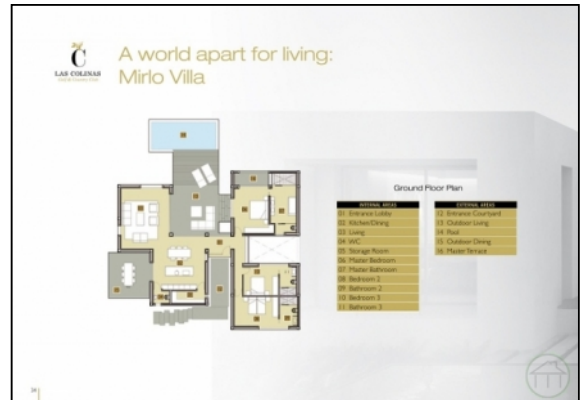 A world apart for living:
Mirlo Villa
C
LAS COLINAS
Ground Floor Plan
INTERNAL AREAS
01 Entrance Lobby
02 Kitchen/Dining
03 Living
04 WC
05 Storage Room
06 Master Bedroom
07 Master Bathroom
08 Bedroom 2
09 Bathroom 2
10 Bedroom 3
11 Bathroom 3
EXTERNAL AREAS
12 Entrance Courtyard
13 Outdoor Living
14 Pool
15 Outdoor Dining
16 Master Terrace